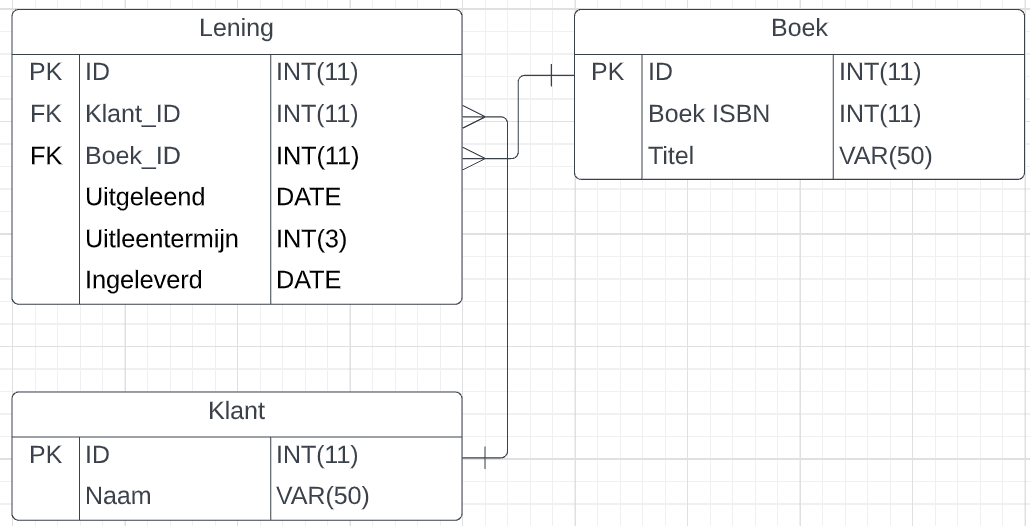 Lening
PK ID INT(11)
FK Klant_ID INT(11)
FK Boek_ID INT(11)
Uitgeleend DATE
Uitleentermijn INT(3)
Ingeleverd DATE
Boek
PK ID INT(11)
Boek ISBN INT(11)
Titel VAR(50)
Klant
PK ID INT(11)
Naam VAR(50)